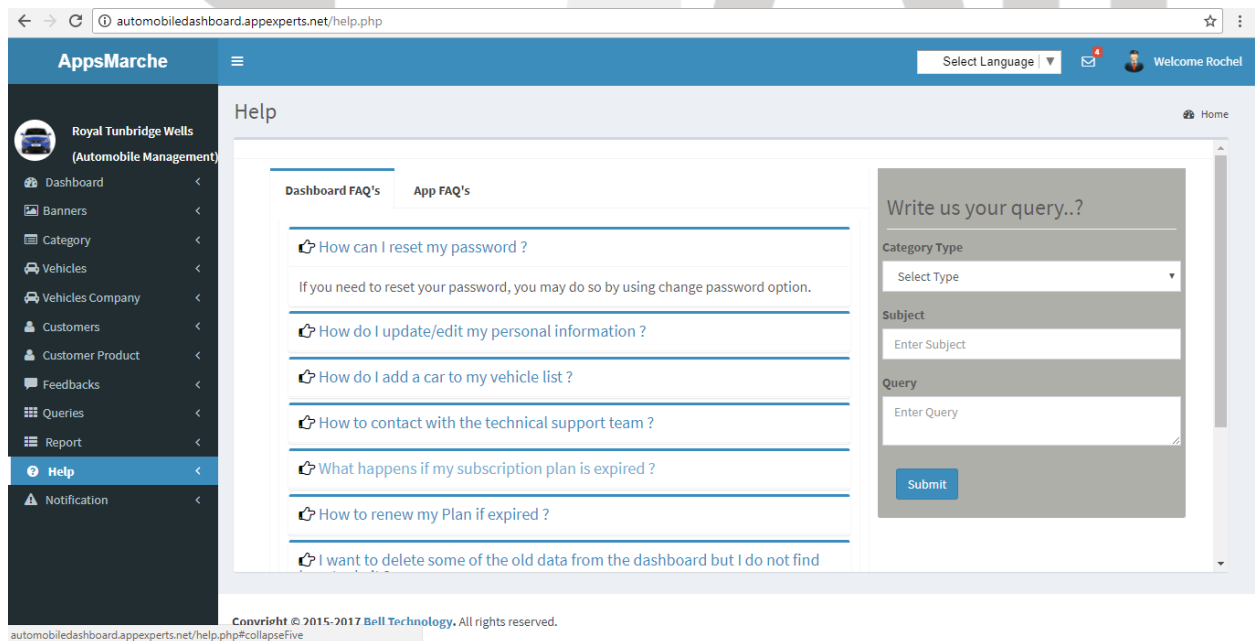 automobiledashboard.appexperts.net/help.php
AppsMarche
Select Language
4
Welcome Rochel
Royal Tunbridge Wells
(Automobile Management)
Dashboard
Banners
Category
Vehicles
Vehicles Company
Customers
Customer Product
Feedbacks
Queries
Report
Help
Notification
Help
Home
Dashboard FAQ's
App FAQ's
How can I reset my password ?
If you need to reset your password, you may do so by using change password option.
How do I update/edit my personal information ?
How do I add a car to my vehicle list ?
How to contact with the technical support team ?
What happens if my subscription plan is expired ?
How to renew my Plan if expired ?
I want to delete some of the old data from the dashboard but I do not find
Write us your query..?
Category Type
Select Type
Subject
Enter Subject
Query
Enter Query
Submit
Copyright © 2015-2017 Bell Technology. All rights reserved.
automobiledashboard.appexperts.net/help.php#collapseFive